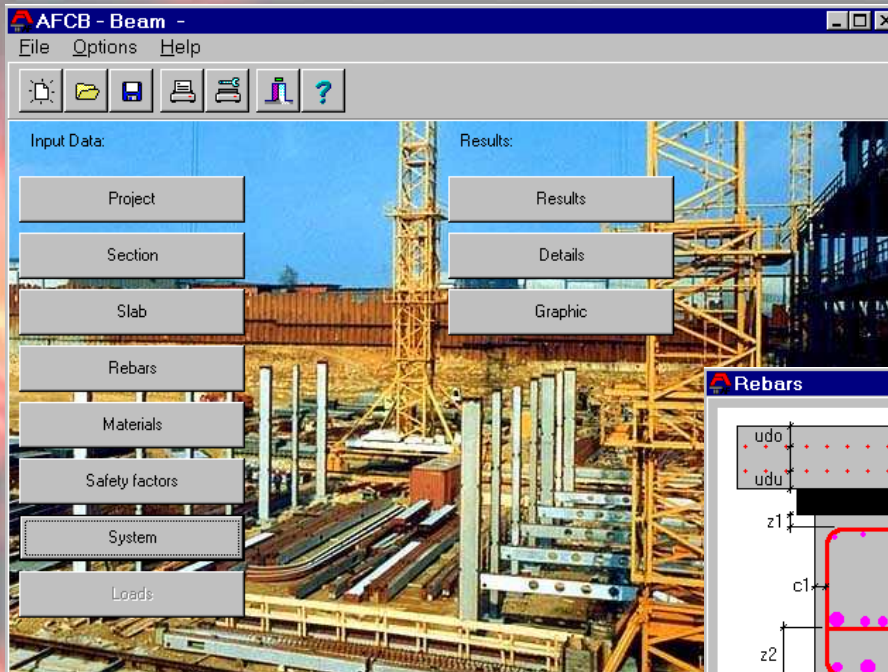 AFCB - Beam -
File Options Help
Input Data:
Results:
Project
Results
Section
Details
Slab
Graphic
Rebars
Materials
Safety factors
System
Loads
Rebars
udo
udu
z1
c1
z2